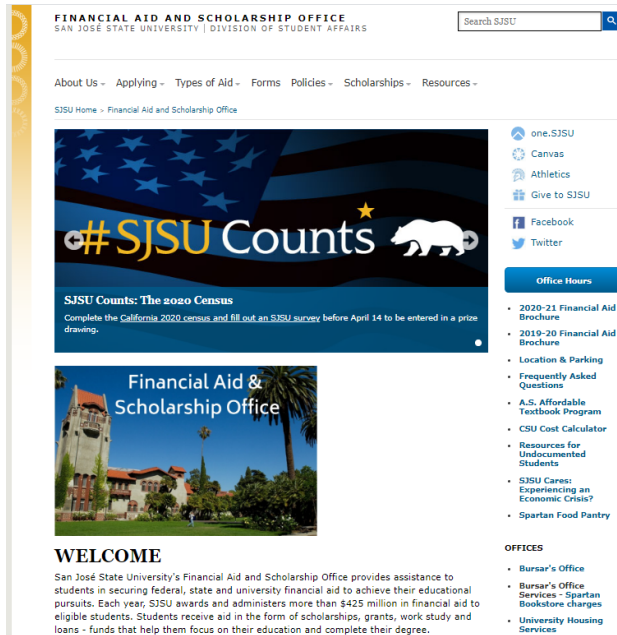 FINANCIAL AID AND SCHOLARSHIP OFFICE
SAN JOSÉ STATE UNIVERSITY | DIVISION OF STUDENT AFFAIRS
Search SJSU
About Us
Applying
Types of Aid
Forms
Policies
Scholarships
Resources
SJSU Home > Financial Aid and Scholarship Office
#SJSU Counts
SJSU Counts: The 2020 Census
Complete the California 2020 census and fill out an SJSU survey before April 14 to be entered in a prize
drawing.
Financial Aid &
Scholarship Office
WELCOME
San José State University's Financial Aid and Scholarship Office provides assistance to
students in securing federal, state and university financial aid to achieve their educational
pursuits. Each year, SJSU awards and administers more than $425 million in financial aid to
eligible students. Students receive aid in the form of scholarships, grants, work study and
loans - funds that help them focus on their education and complete their degree.
one.SJSU
Canvas
Athletics
Give to SJSU
Facebook
Twitter
Office Hours
2020-21 Financial Aid
Brochure
2019-20 Financial Aid
Brochure
Location & Parking
Frequently Asked
Questions
A.S. Affordable
Textbook Program
CSU Cost Calculator
Resources for
Undocumented
Students
SJSU Cares:
Experiencing an
Economic Crisis?
Spartan Food Pantry
OFFICES
Bursar's Office
Bursar's Office
Services - Spartan
Bookstore charges
University Housing
Services